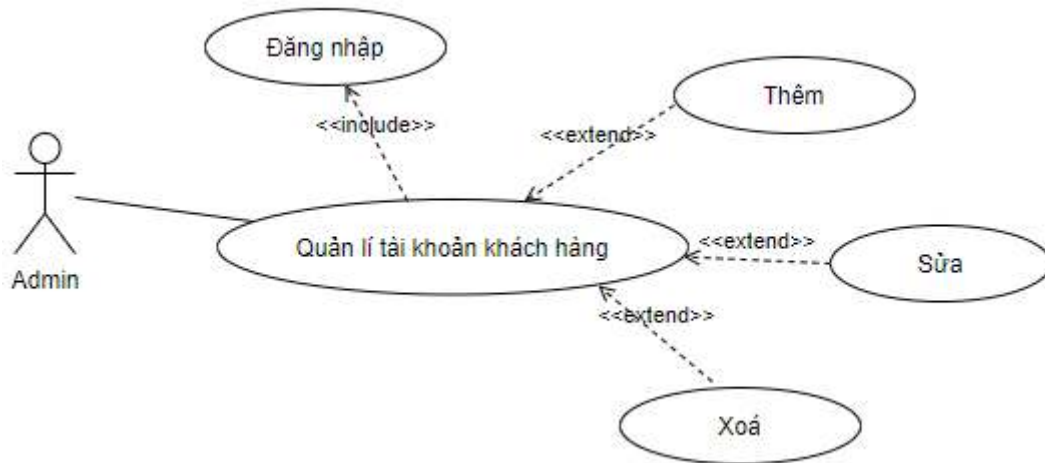 Đăng nhập
Thêm
<<include>>
<<extend>>
Quản lí tài khoản khách hàng
<<extend>>
Sửa
Admin
<<extend>>
Xoá